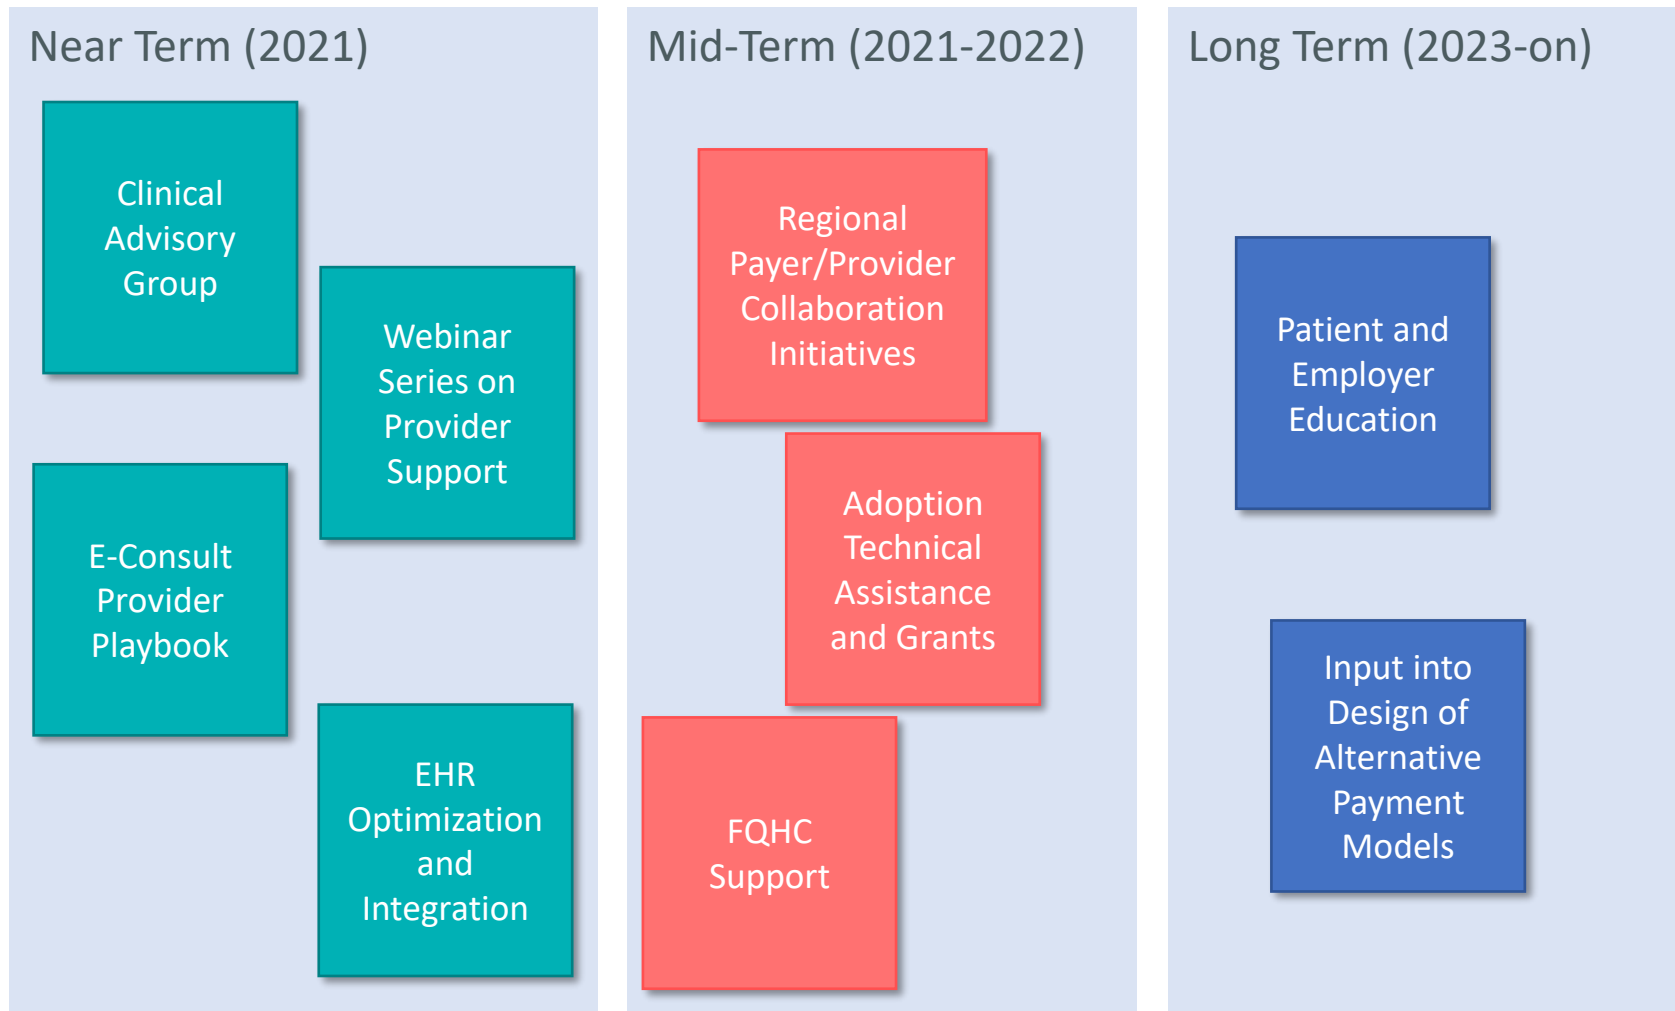 Near Term (2021)
Clinical
Advisory
Group
Webinar
Series on
Provider
Support
E-Consult
Provider
Playbook
EHR
Optimization
and
Integration
Mid-Term (2021-2022)
Regional
Payer/Provider
Collaboration
Initiatives
Adoption
Technical
Assistance
and Grants
FQHC
Support
Long Term (2023-on)
Patient and
Employer
Education
Input into
Design of
Alternative
Payment
Models